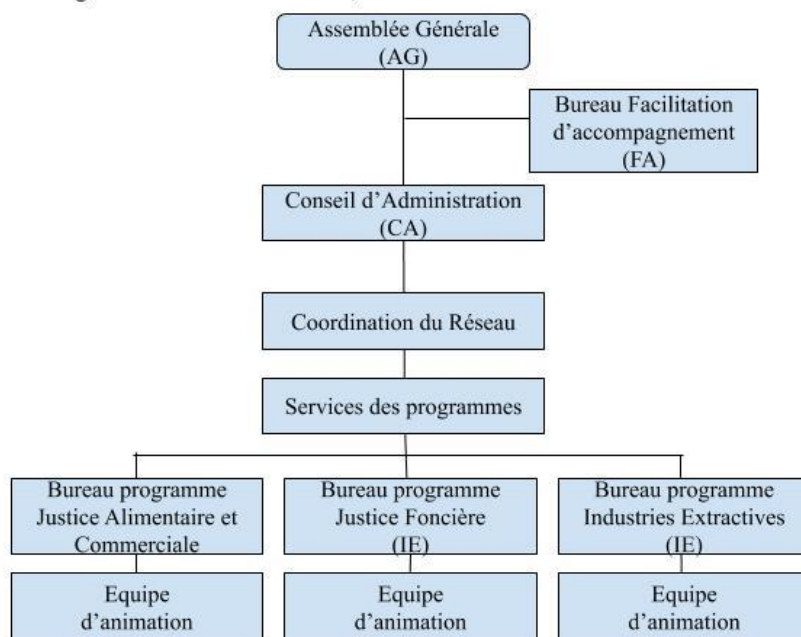 Assemblée Générale
(AG)
Bureau Facilitation
d’accompagnement
(FA)
Conseil d’Administration
(CA)
Coordination du Réseau
Services des programmes
Bureau programme
Justice Alimentaire et
Commerciale
Bureau programme
Justice Foncière
(IE)
Bureau programme
Industries Extractives
(IE)
Equipe
d’animation
Equipe
d’animation
Equipe
d’animation